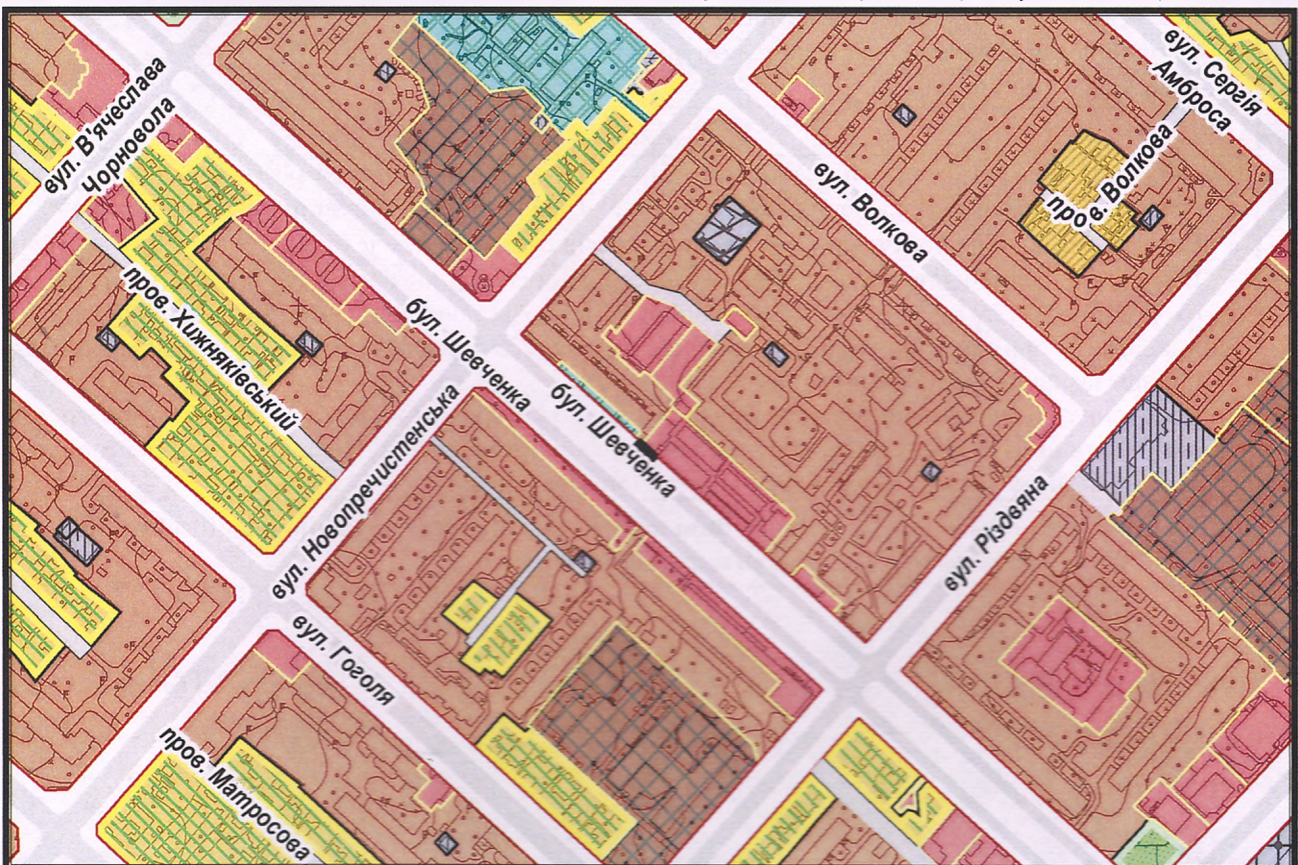 вул. В'ячеслава
Чорновола
вул. Сергія
Амброса
пров. Волкова
вул. Волкова
пров. Хижняківський
бул. Шевченка
бул. Шевченка
вул. Новопречистенська
вул. Різдвяна
вул. Гоголя
пров. Матросова